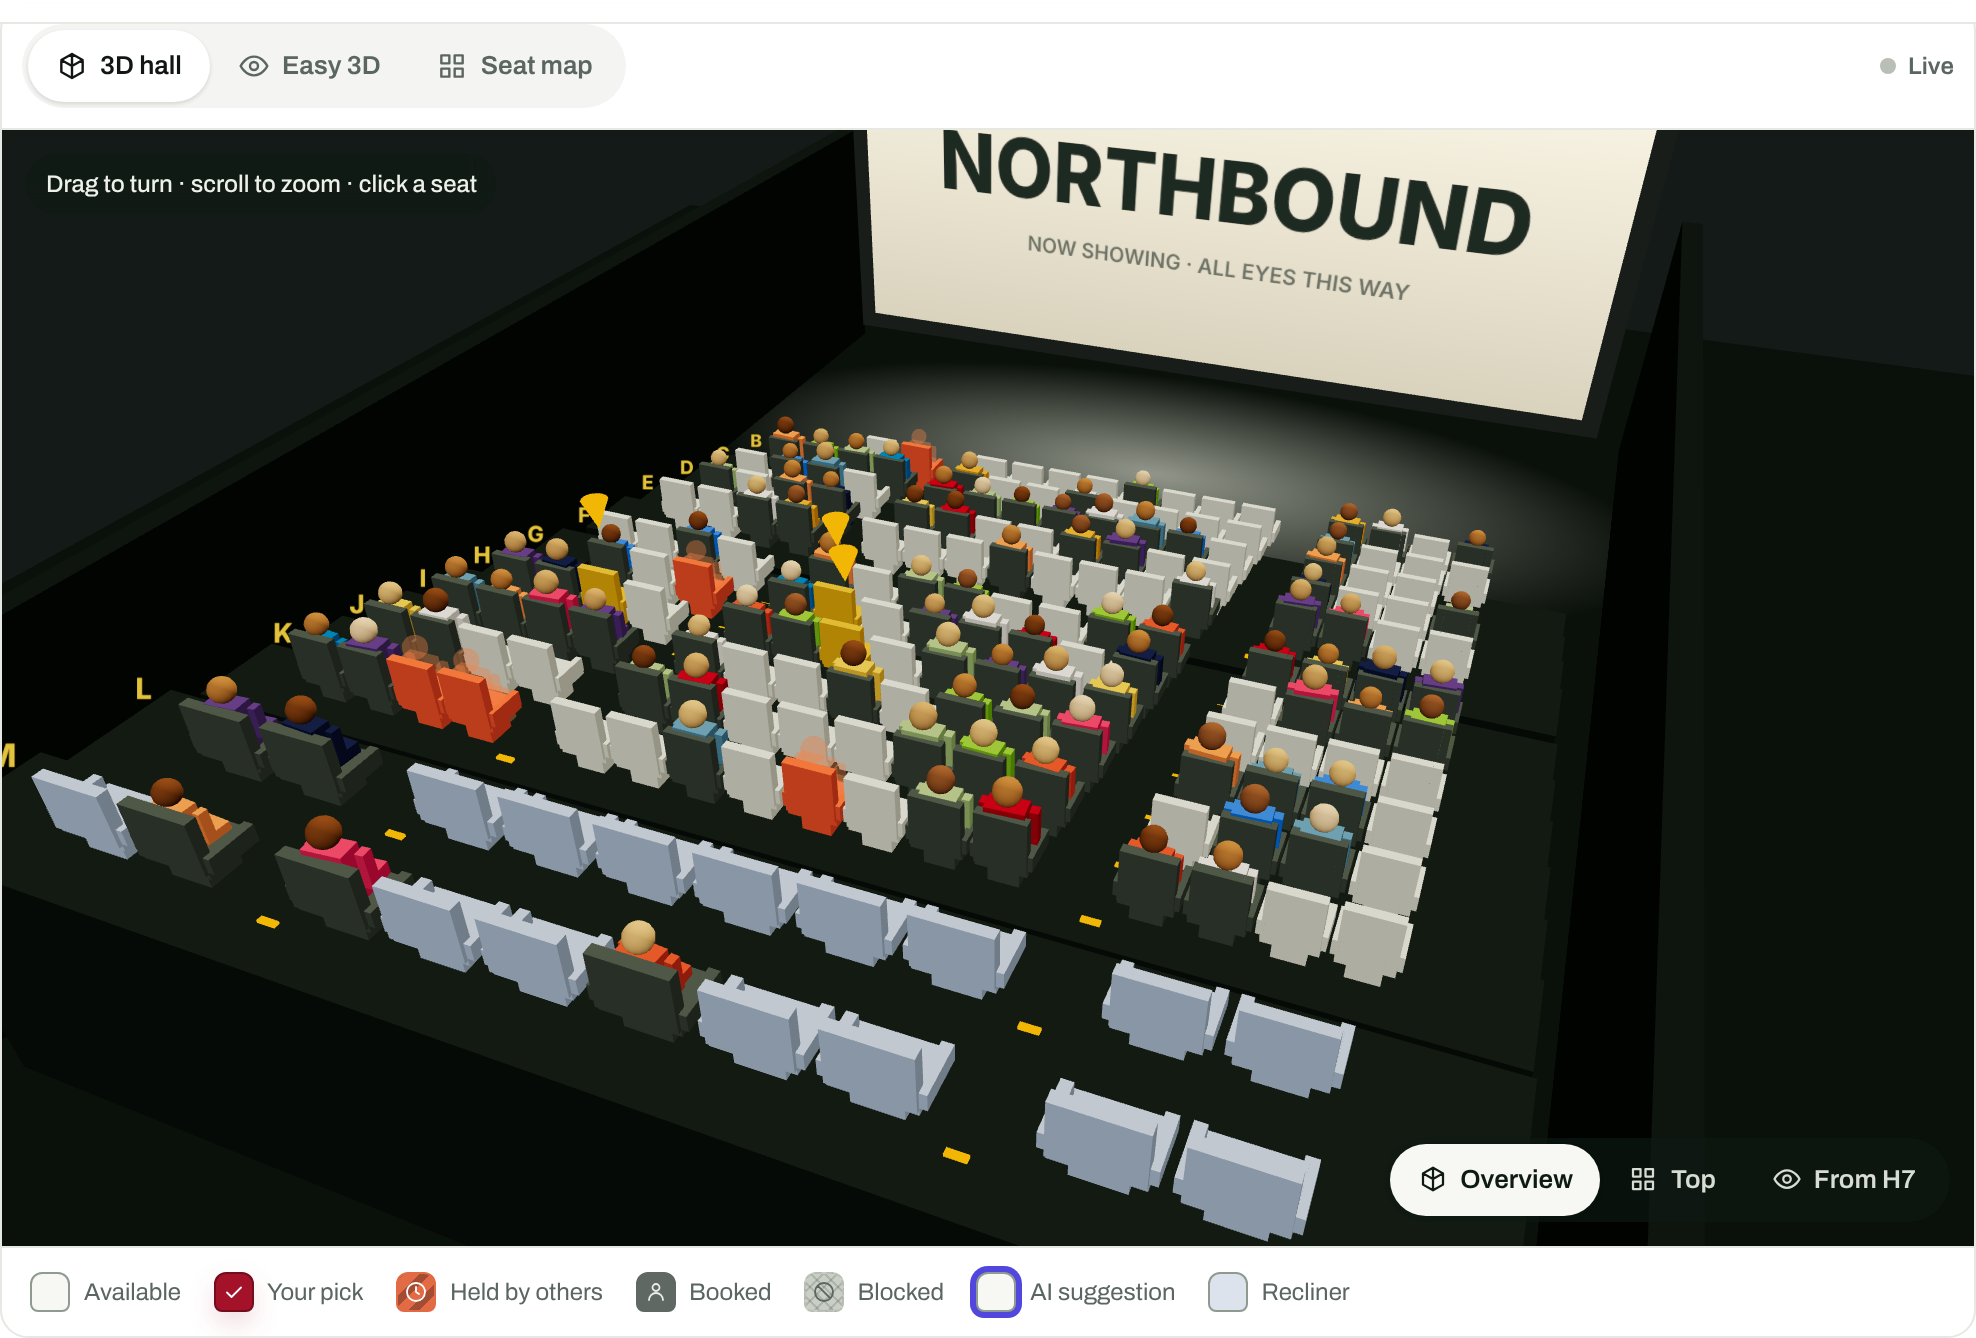 3D hall
Easy 3D
Seat map
Live
Drag to turn · scroll to zoom · click a seat
NORTHBOUND
NOW SHOWING · ALL EYES THIS WAY
B
C
D
E
F
G
H
I
J
K
L
M
Overview
Top
From H7
Available
Your pick
Held by others
Booked
Blocked
AI suggestion
Recliner